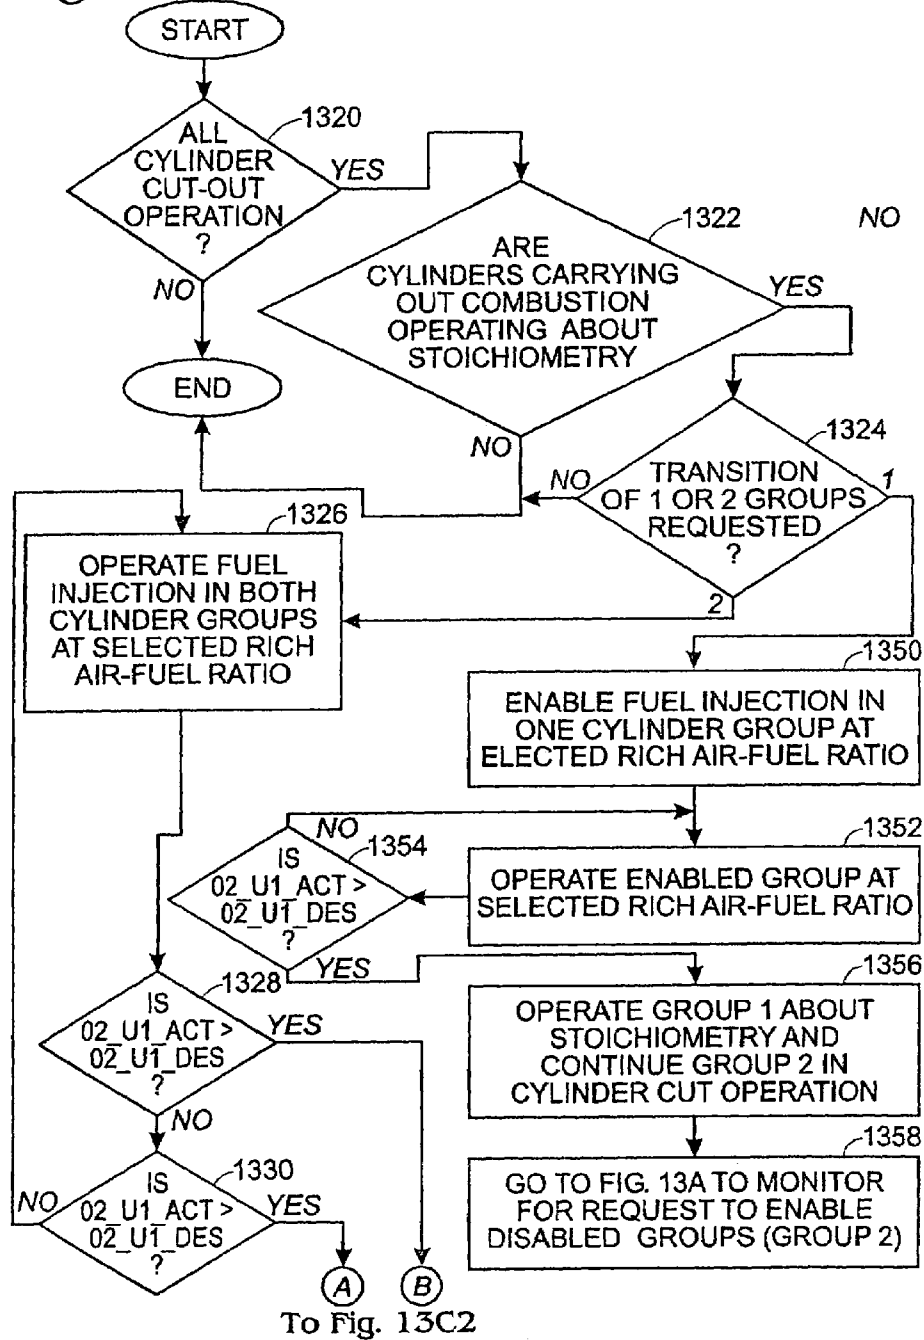 START
1320
ALL
CYLINDER
CUT-OUT
OPERATION
?
YES
NO
END
1322
ARE
CYLINDERS CARRYING
OUT COMBUSTION
OPERATING ABOUT
STOICHIOMETRY
NO
YES
NO
1324
TRANSITION
OF 1 OR 2 GROUPS
REQUESTED
?
NO
1
2
1326
OPERATE FUEL
INJECTION IN BOTH
CYLINDER GROUPS
AT SELECTED RICH
AIR-FUEL RATIO
1350
ENABLE FUEL INJECTION IN
ONE CYLINDER GROUP AT
ELECTED RICH AIR-FUEL RATIO
1352
OPERATE ENABLED GROUP AT
SELECTED RICH AIR-FUEL RATIO
NO
1354
IS
02_U1_ACT >
02_U1_DES
?
YES
1356
OPERATE GROUP 1 ABOUT
STOICHIOMETRY AND
CONTINUE GROUP 2 IN
CYLINDER CUT OPERATION
1328
IS
02_U1_ACT >
02_U1_DES
?
YES
NO
1358
GO TO FIG. 13A TO MONITOR
FOR REQUEST TO ENABLE
DISABLED GROUPS (GROUP 2)
1330
IS
02_U1_ACT >
02_U1_DES
?
NO
YES
A
B
To Fig. 13C2